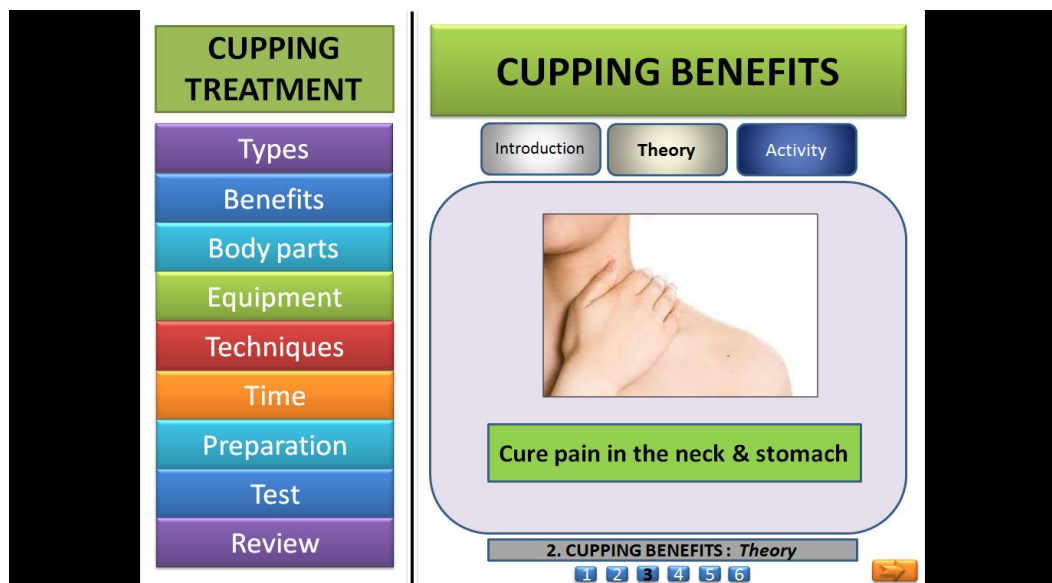 CUPPING
TREATMENT
Types
Benefits
Body parts
Equipment
Techniques
Time
Preparation
Test
Review
CUPPING BENEFITS
Introduction
Theory
Activity
Cure pain in the neck & stomach
2. CUPPING BENEFITS : Theory
1 2 3 4 5 6